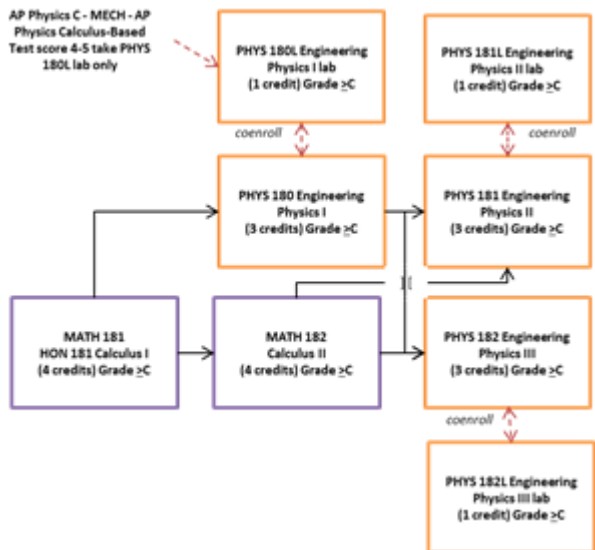 AP Physics C - MECH - AP
Physics Calculus-Based
Test score 4-5 take PHYS
180L lab only
PHYS 180L Engineering
Physics I lab
(1 credit) Grade ≥C
PHYS 181L Engineering
Physics II lab
(1 credit) Grade ≥C
coenroll
coenroll
PHYS 180 Engineering
Physics I
(3 credits) Grade ≥C
PHYS 181 Engineering
Physics II
(3 credits) Grade ≥C
MATH 181
HON 181 Calculus I
(4 credits) Grade ≥C
MATH 182
Calculus II
(4 credits) Grade ≥C
PHYS 182 Engineering
Physics III
(3 credits) Grade ≥C
coenroll
PHYS 182L Engineering
Physics III lab
(1 credit) Grade ≥C